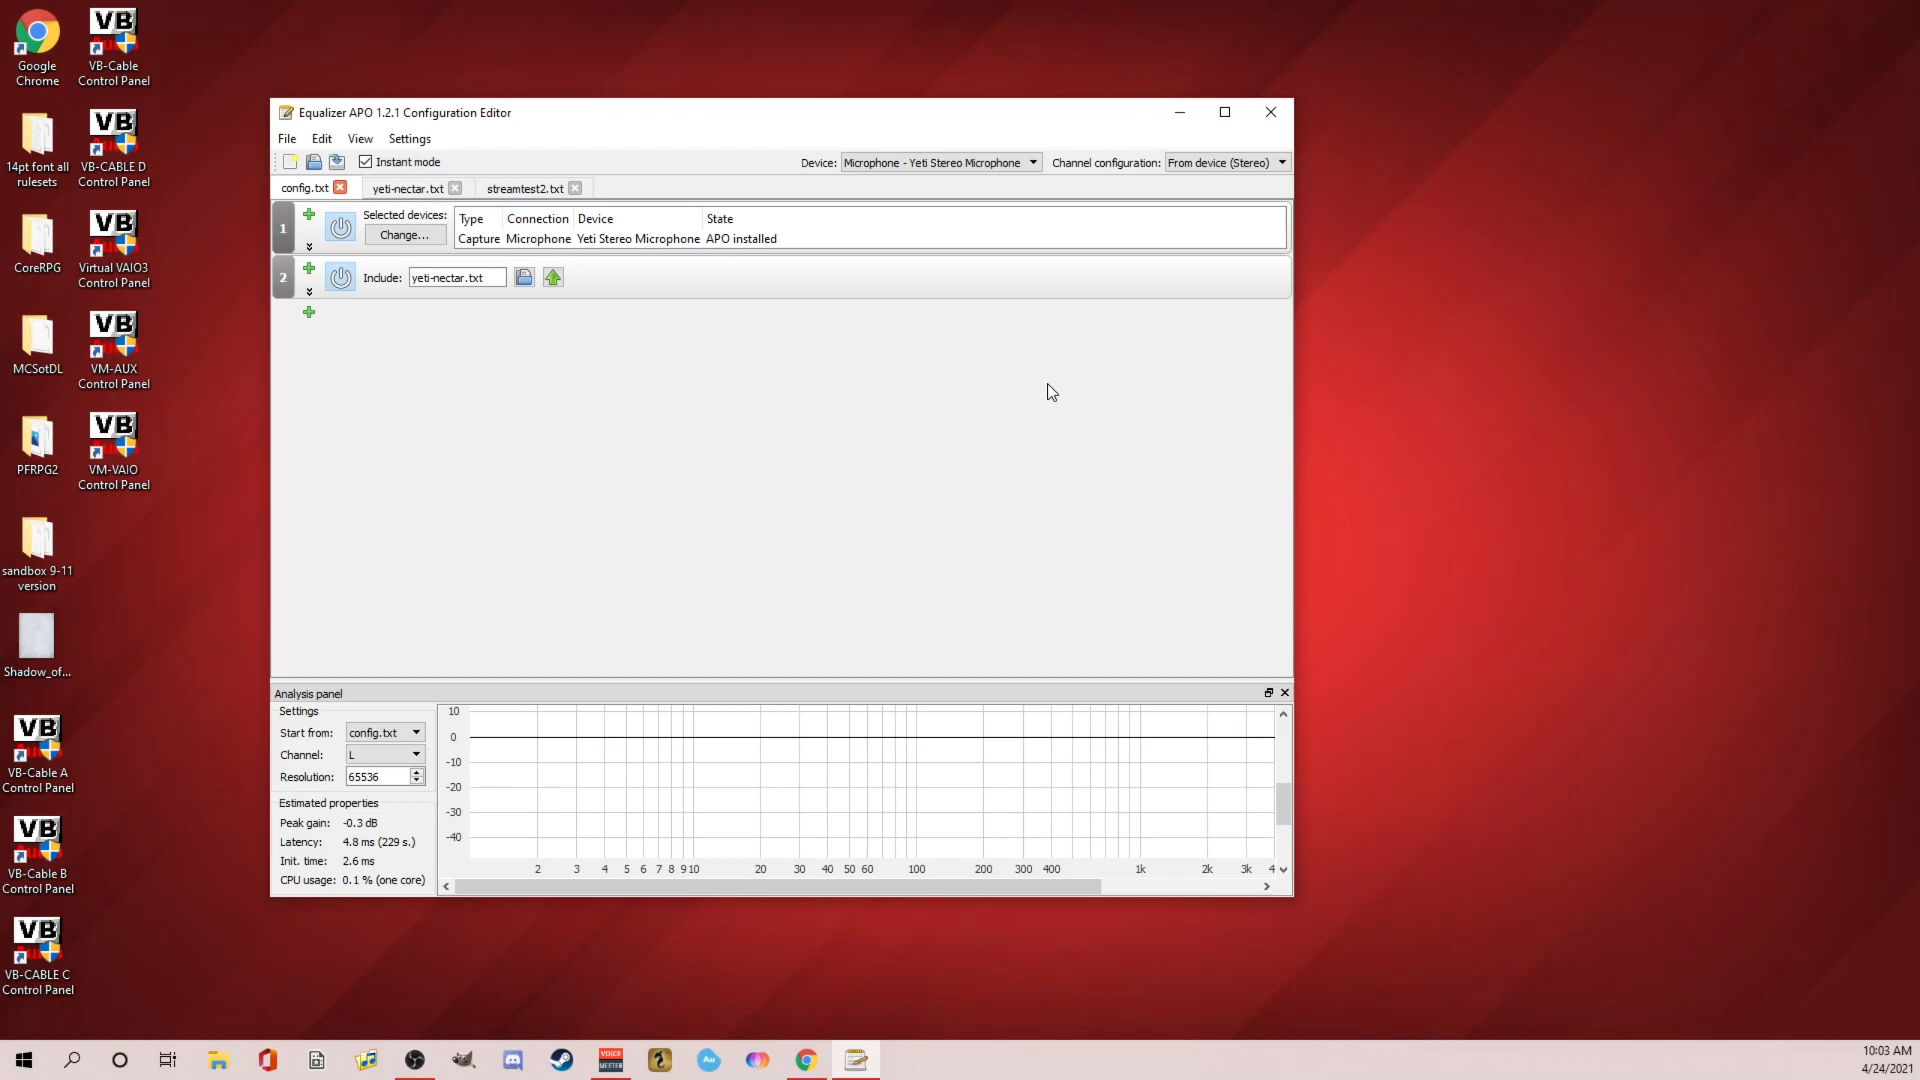 Google
Chrome
VB-Cable
Control Panel
14pt font all
rulesets
VB-CABLE D
Control Panel
CoreRPG
Virtual VAIO3
Control Panel
MCSotDL
VM-AUX
Control Panel
PFRPG2
VM-VAIO
Control Panel
sandbox 9-11
version
Shadow_of...
VB-Cable A
Control Panel
VB-Cable B
Control Panel
VB-CABLE C
Control Panel
Equalizer APO 1.2.1 Configuration Editor
File Edit View Settings
Instant mode Device: Microphone - Yeti Stereo Microphone Channel configuration: From device (Stereo)
config.txt yeti-nectar.txt streamtest2.txt
1 Selected devices: Type Connection Device State
Change... Capture Microphone Yeti Stereo Microphone APO installed
2 Include: yeti-nectar.txt
Analysis panel
Settings
Start from: config.txt
Channel: L
Resolution: 65536
Estimated properties
Peak gain: -0.3 dB
Latency: 4.8 ms (229 s.)
Init. time: 2.6 ms
CPU usage: 0.1 % (one core)
10
0
-10
-20
-30
-40
2 3 4 5 6 7 8 9 10 20 30 40 50 60 100 200 300 400 1k 2k 3k 4
VOICE
MEETER
Au
10:03 AM
4/24/2021